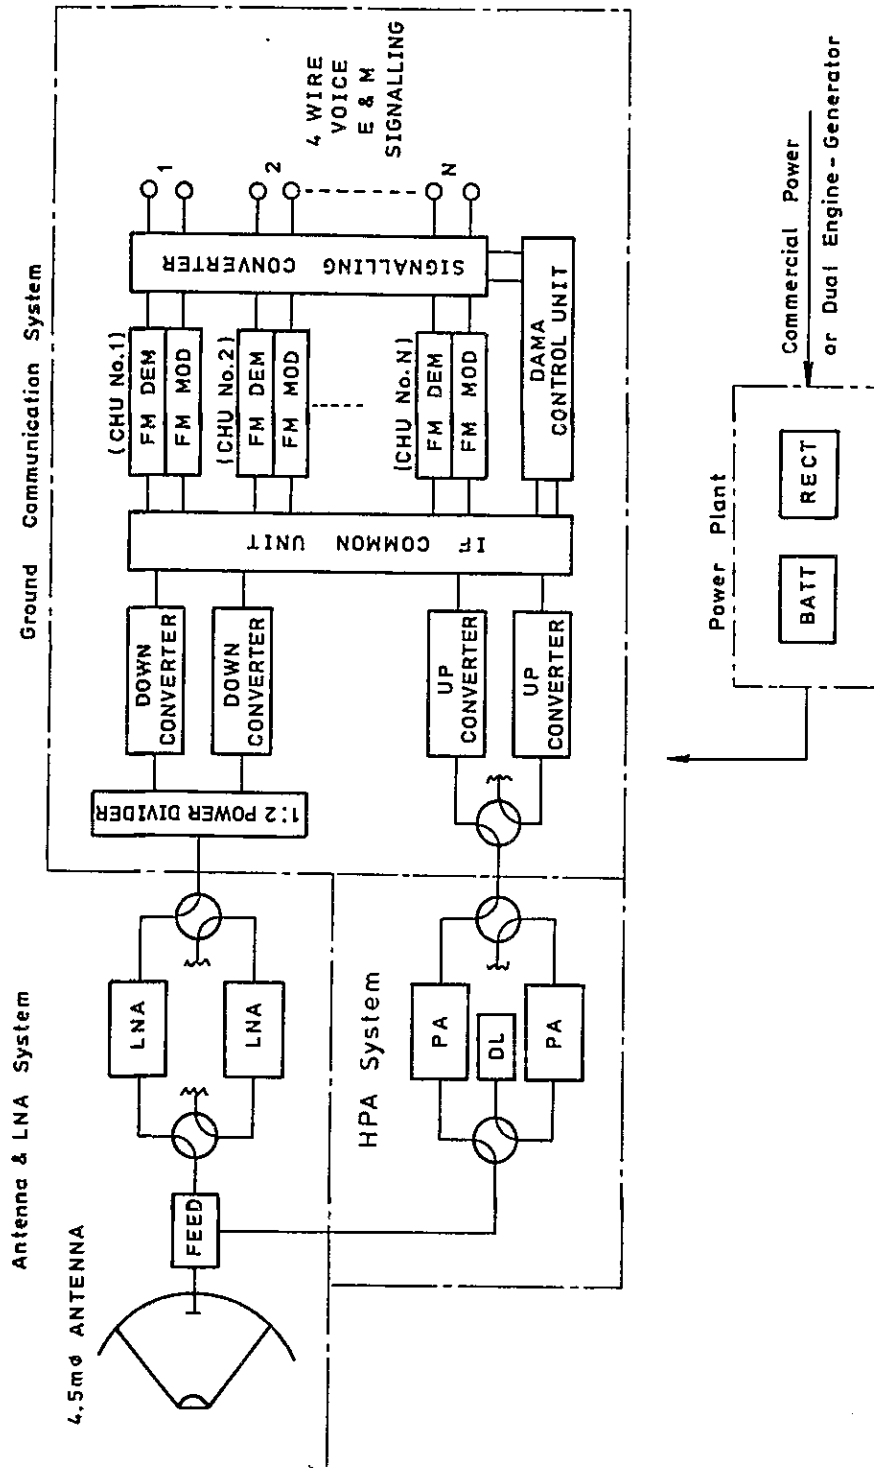 Antenna & LNA System
Ground Communication System
4.5mø ANTENNA
FEED
LNA
LNA
1:2 POWER DIVIDER
DOWN
CONVERTER
DOWN
CONVERTER
IF COMMON UNIT
(CHU No.1)
FM DEM
FM MOD
(CHU No.2)
FM DEM
FM MOD
(CHU No.N)
FM DEM
FM MOD
SIGNALLING CONVERTER
1
2
N
4 WIRE
VOICE
E & M
SIGNALLING
HPA System
PA
DL
PA
UP
CONVERTER
UP
CONVERTER
DAMA
CONTROL UNIT
Power Plant
BATT
RECT
Commercial Power
or Dual Engine-Generator